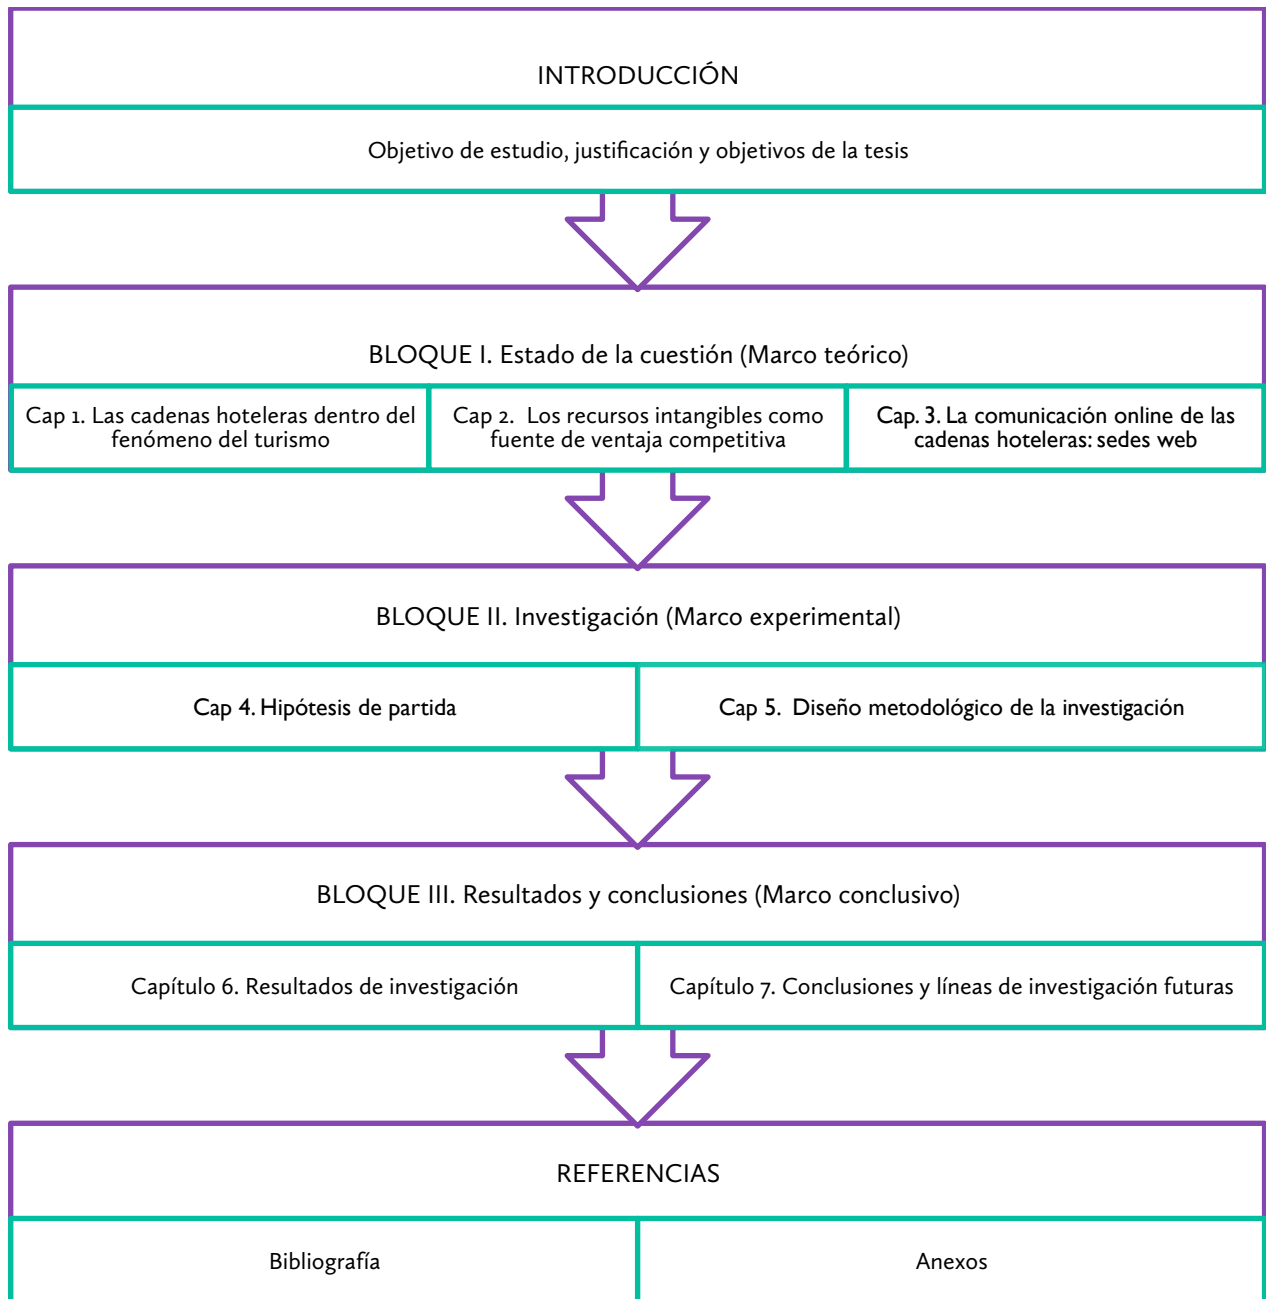 INTRODUCCIÓN
Objetivo de estudio, justificación y objetivos de la tesis
BLOQUE I. Estado de la cuestión (Marco teórico)
Cap 1. Las cadenas hoteleras dentro del
fenómeno del turismo
Cap 2. Los recursos intangibles como
fuente de ventaja competitiva
Cap. 3. La comunicación online de las
cadenas hoteleras: sedes web
BLOQUE II. Investigación (Marco experimental)
Cap 4. Hipótesis de partida
Cap 5. Diseño metodológico de la investigación
BLOQUE III. Resultados y conclusiones (Marco conclusivo)
Capítulo 6. Resultados de investigación
Capítulo 7. Conclusiones y líneas de investigación futuras
REFERENCIAS
Bibliografía
Anexos